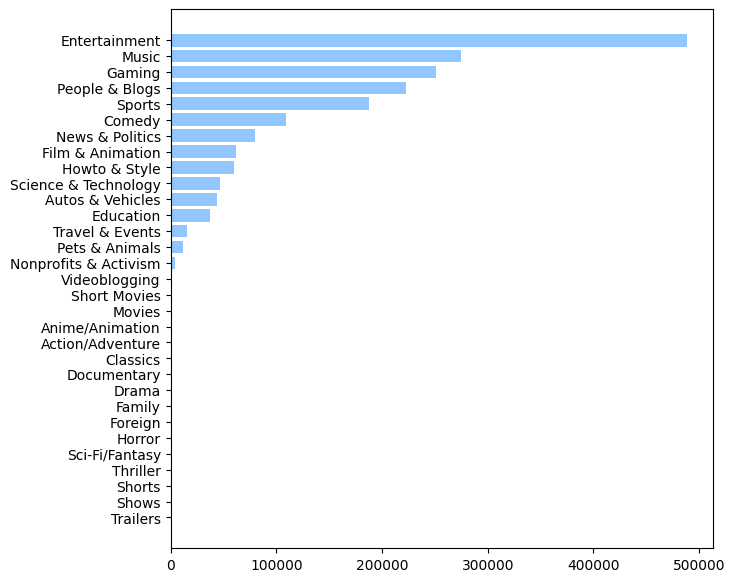 Entertainment
Music
Gaming
People & Blogs
Sports
Comedy
News & Politics
Film & Animation
Howto & Style
Science & Technology
Autos & Vehicles
Education
Travel & Events
Pets & Animals
Nonprofits & Activism
Videoblogging
Short Movies
Movies
Anime/Animation
Action/Adventure
Classics
Documentary
Drama
Family
Foreign
Horror
Sci-Fi/Fantasy
Thriller
Shorts
Shows
Trailers
0 100000 200000 300000 400000 500000